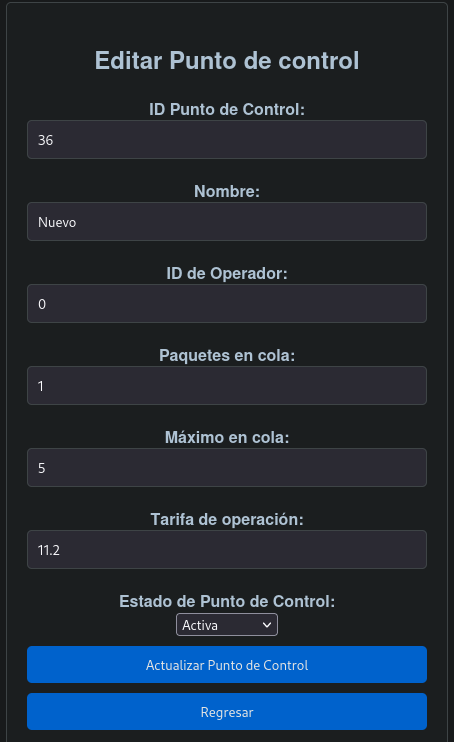 Editar Punto de control
ID Punto de Control:
36
Nombre:
Nuevo
ID de Operador:
0
Paquetes en cola:
1
Máximo en cola:
5
Tarifa de operación:
11.2
Estado de Punto de Control:
Activa
Actualizar Punto de Control
Regresar